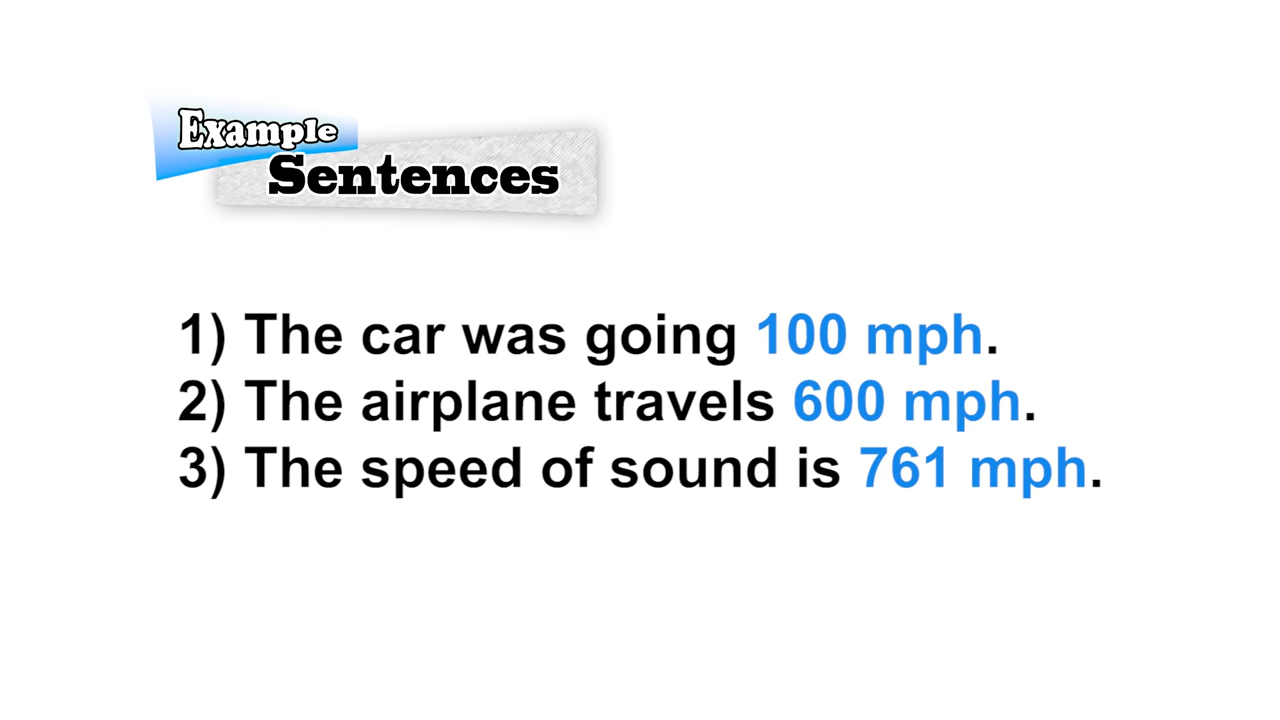 Example
Sentences
1) The car was going 100 mph.
2) The airplane travels 600 mph.
3) The speed of sound is 761 mph.